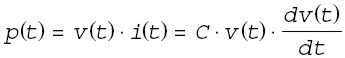 p(t) = v(t) · i(t) = C · v(t) · dv(t)/dt